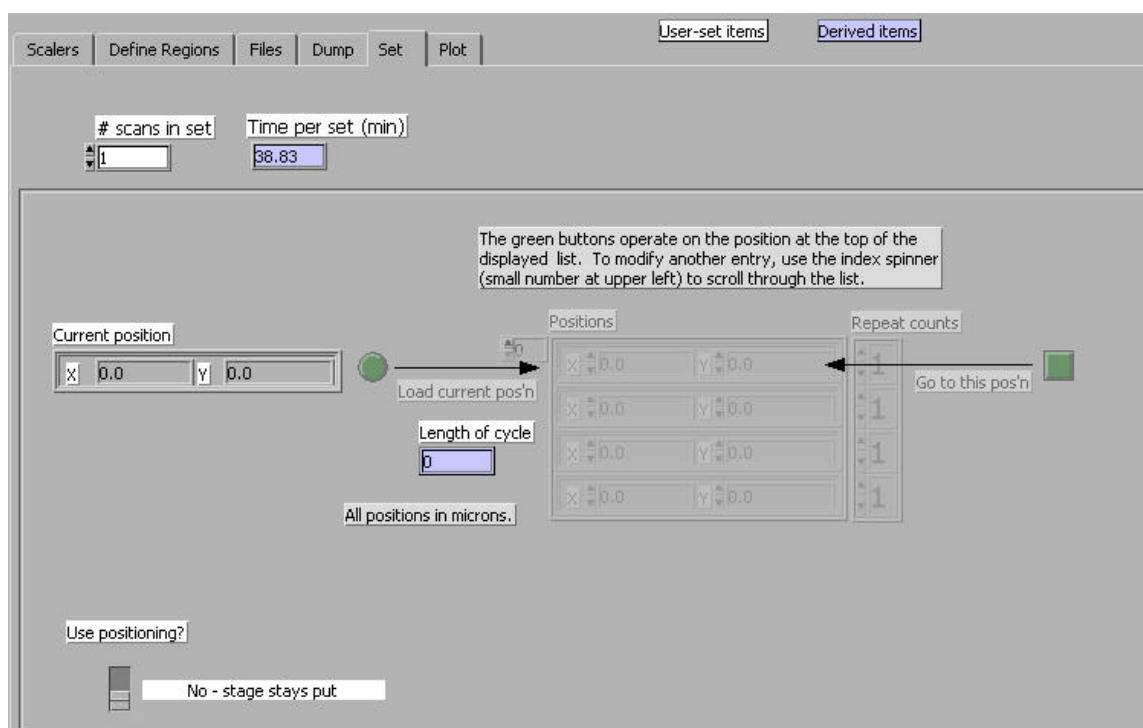 User-set items Derived items
Scalers Define Regions Files Dump Set Plot
# scans in set Time per set (min)
1 38.83
The green buttons operate on the position at the top of the
displayed list. To modify another entry, use the index spinner
(small number at upper left) to scroll through the list.
Positions Repeat counts
Current position
0
X 0.0 Y 0.0 X 0.0 Y 0.0 1
Load current pos'n Go to this pos'n
X 0.0 Y 0.0 1
Length of cycle
0 X 0.0 Y 0.0 1
X 0.0 Y 0.0 1
All positions in microns.
Use positioning?
No - stage stays put